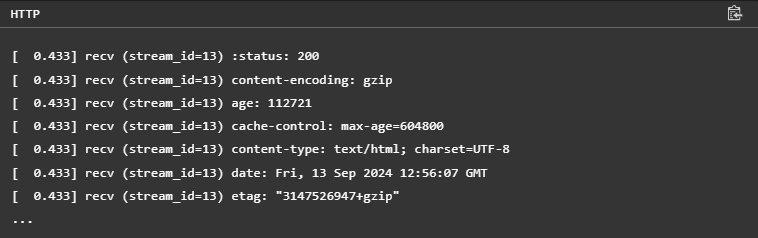 HTTP
[  0.433] recv (stream_id=13) :status: 200
[  0.433] recv (stream_id=13) content-encoding: gzip
[  0.433] recv (stream_id=13) age: 112721
[  0.433] recv (stream_id=13) cache-control: max-age=604800
[  0.433] recv (stream_id=13) content-type: text/html; charset=UTF-8
[  0.433] recv (stream_id=13) date: Fri, 13 Sep 2024 12:56:07 GMT
[  0.433] recv (stream_id=13) etag: "3147526947+gzip"
...